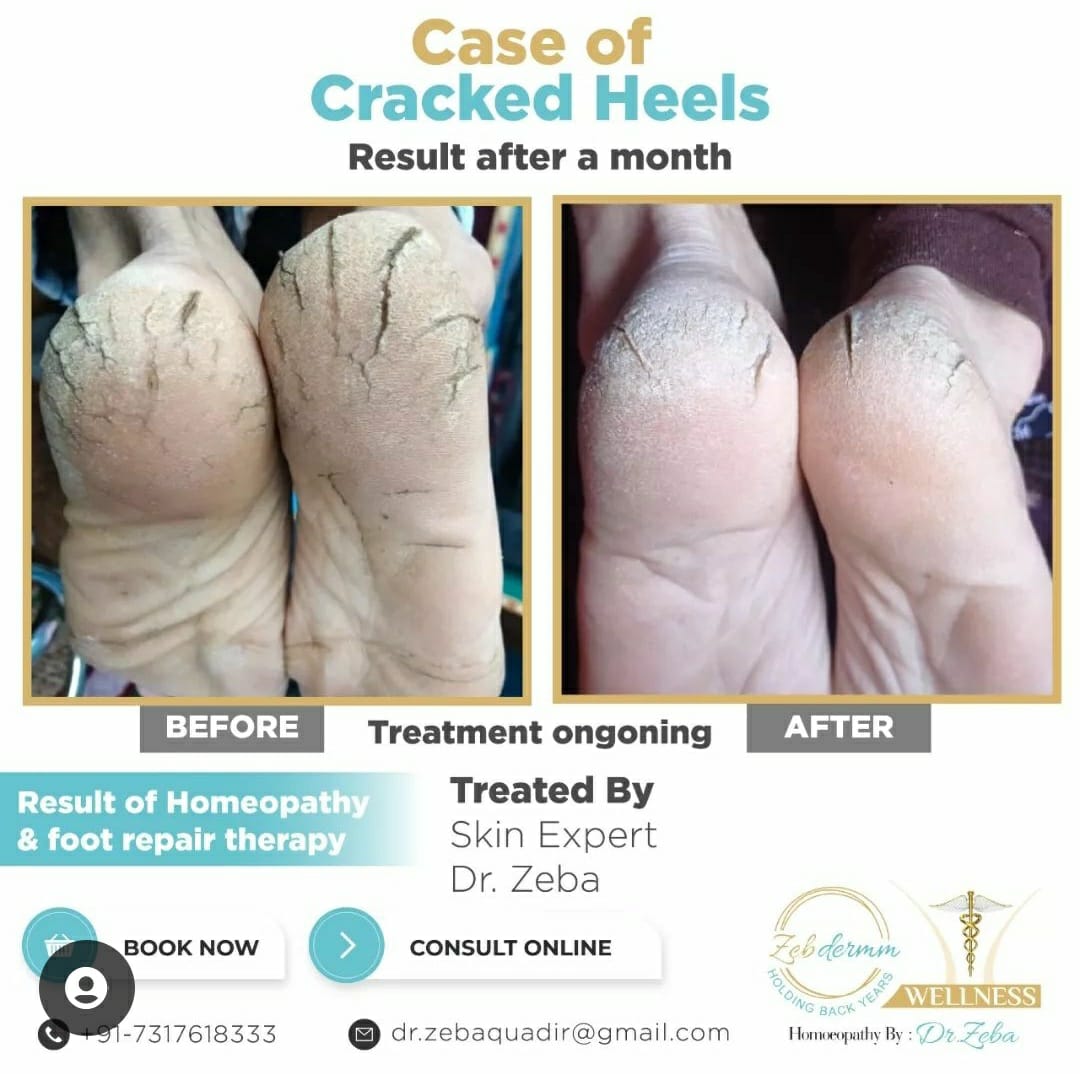 Case of
Cracked Heels
Result after a month
BEFORE
Treatment ongoning
AFTER
Result of Homeopathy
& foot repair therapy
Treated By
Skin Expert
Dr. Zeba
BOOK NOW
CONSULT ONLINE
+91-7317618333
dr.zebaquadir@gmail.com
Zebdermm
HOLDING BACK YEARS
WELLNESS
Homoeopathy By : Dr.Zeba